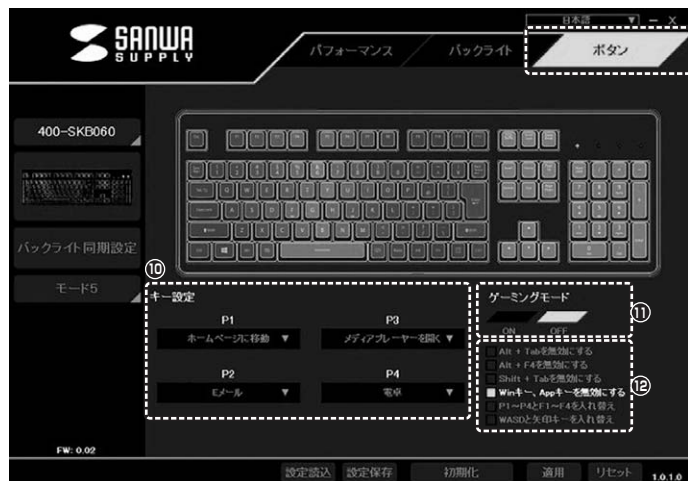 日本語 ▼ – X
SANWA
SUPPLY
パフォーマンス バックライト ボタン
400-SKB060
バックライト同期設定
モード5
⑩
キー設定
P1 P3
ホームページに移動 ▼ メディアプレーヤーを開く ▼
P2 P4
Eメール ▼ 電卓 ▼
ゲーミングモード
⑪
ON OFF
⑫
Alt + Tabを無効にする
Alt + F4を無効にする
Shift + Tabを無効にする
Winキー、Appキーを無効にする
P1～P4とF1～F4を入れ替え
WASDと矢印キーを入れ替え
FW: 0.02
設定読込 設定保存 初期化 適用 リセット 1.0.1.0